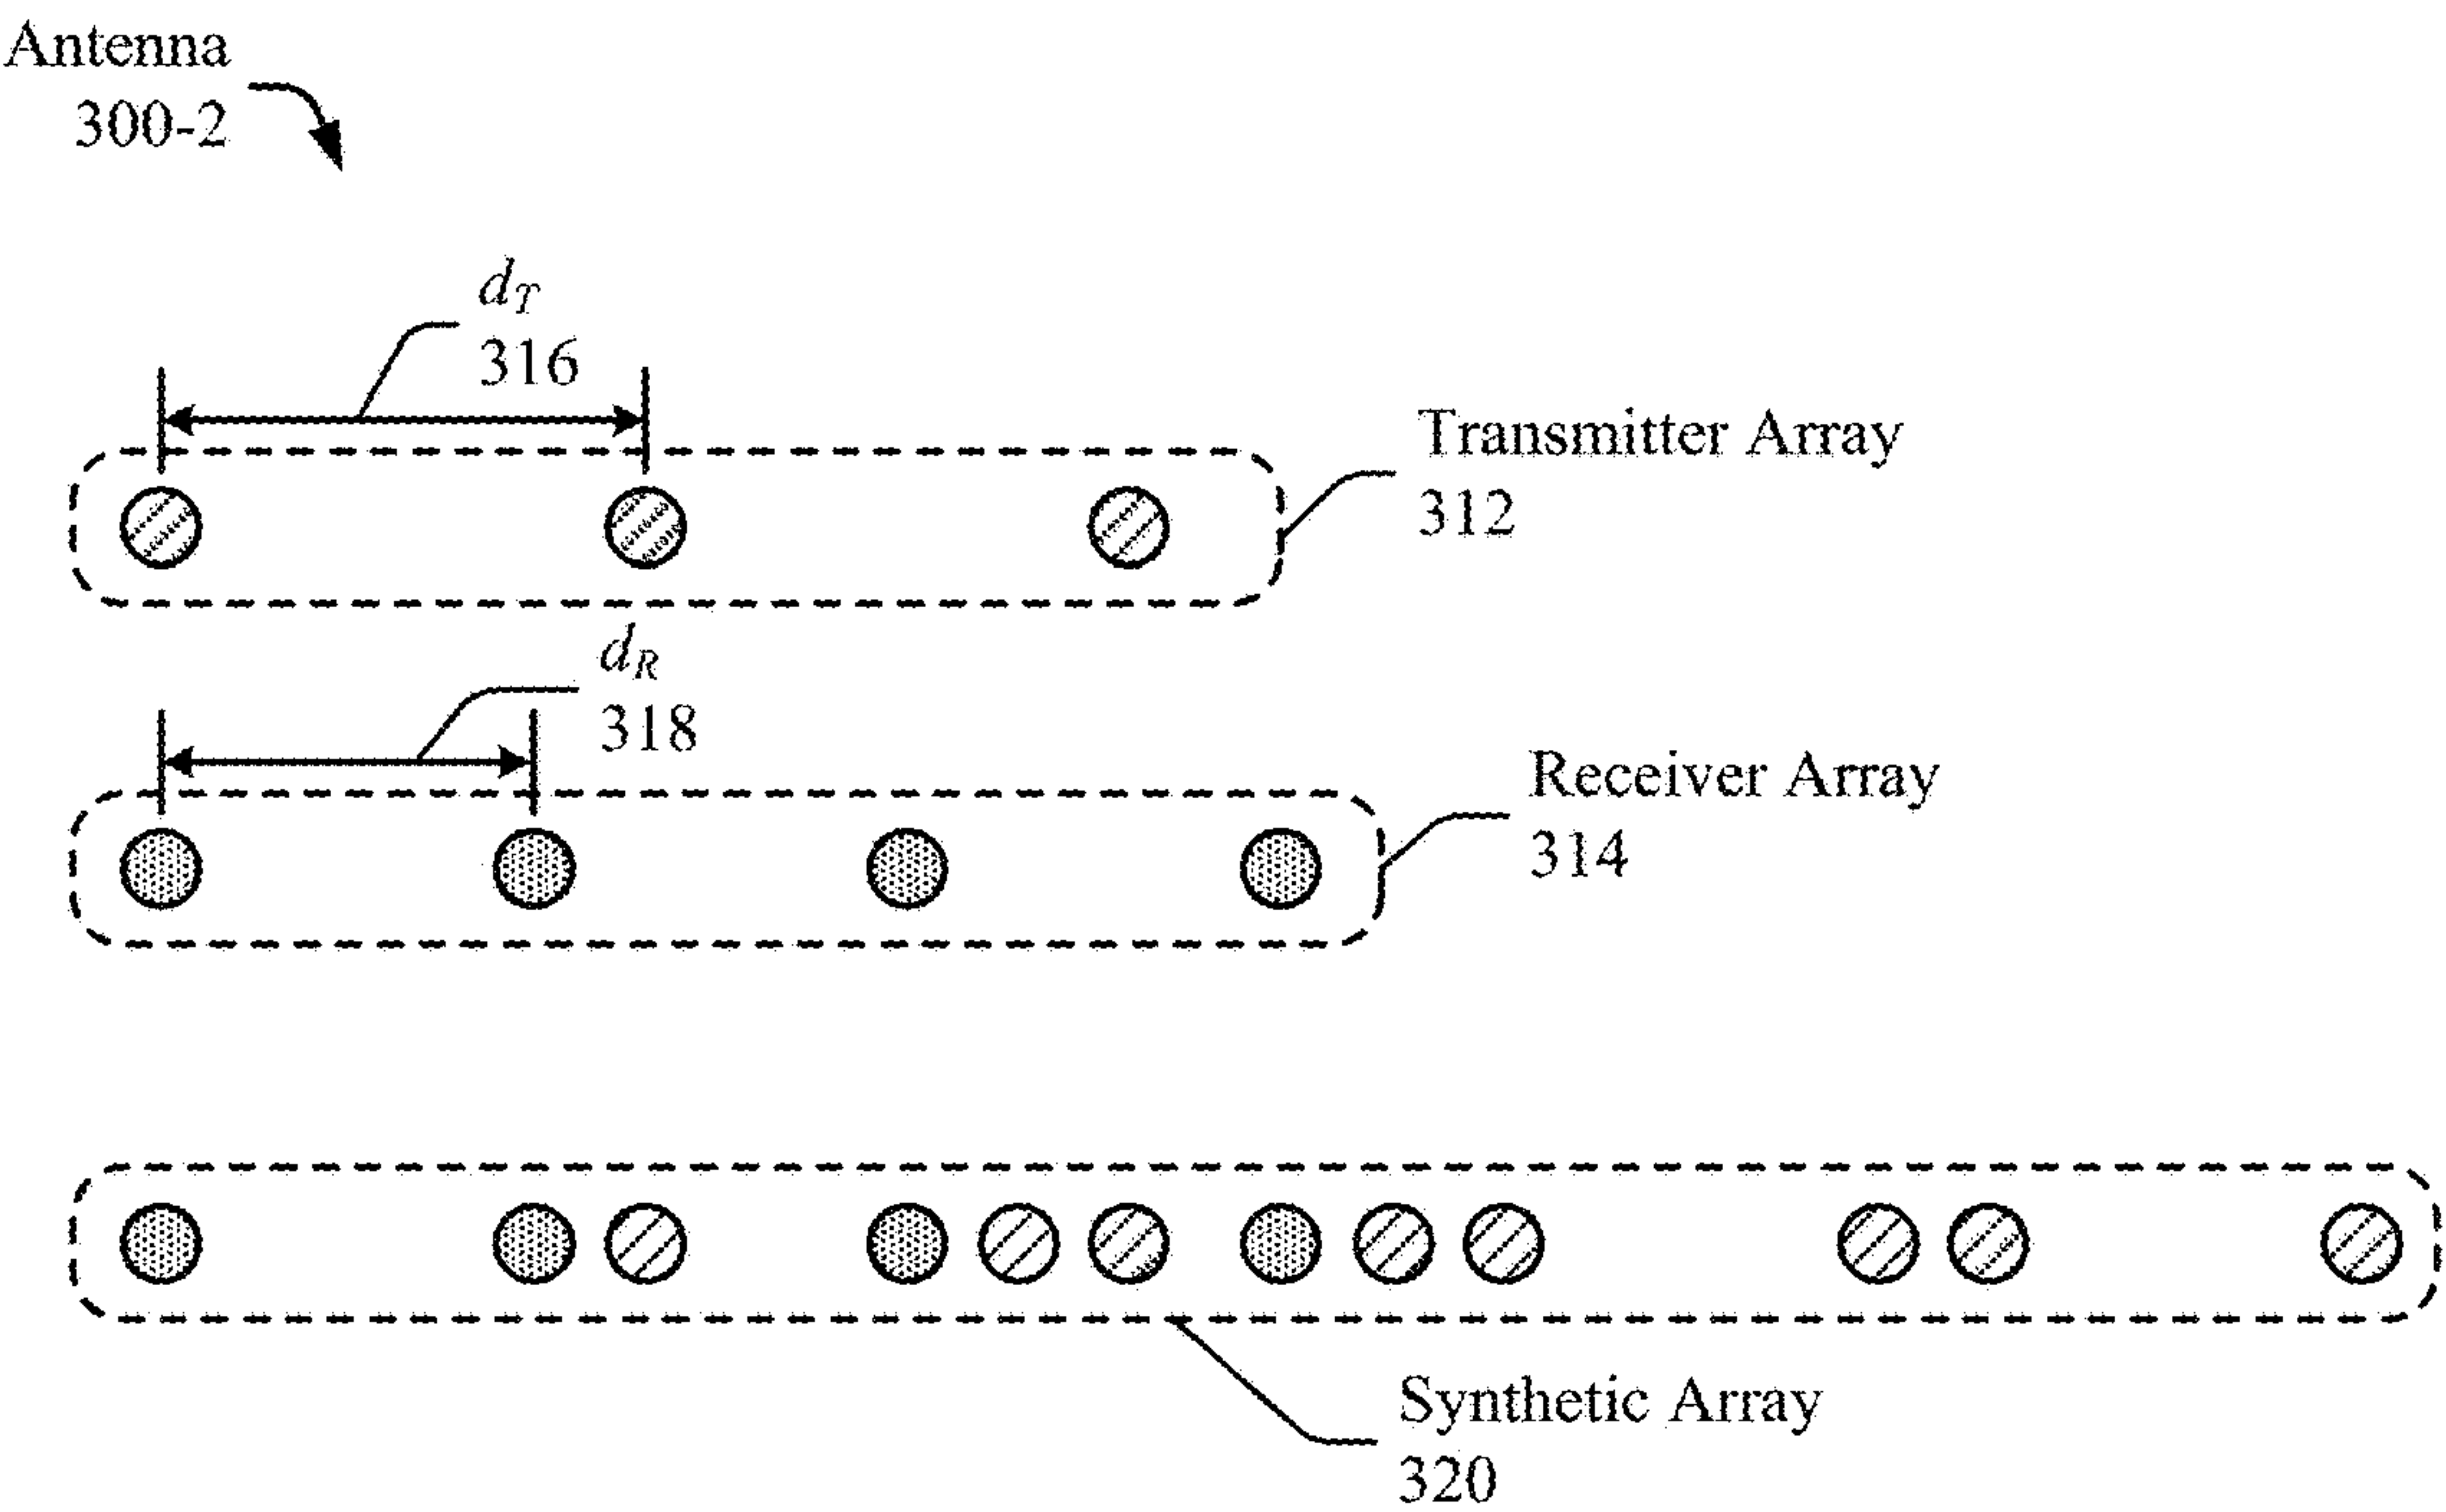 Antenna
300-2
dT
316
Transmitter Array
312
dR
318
Receiver Array
314
Synthetic Array
320